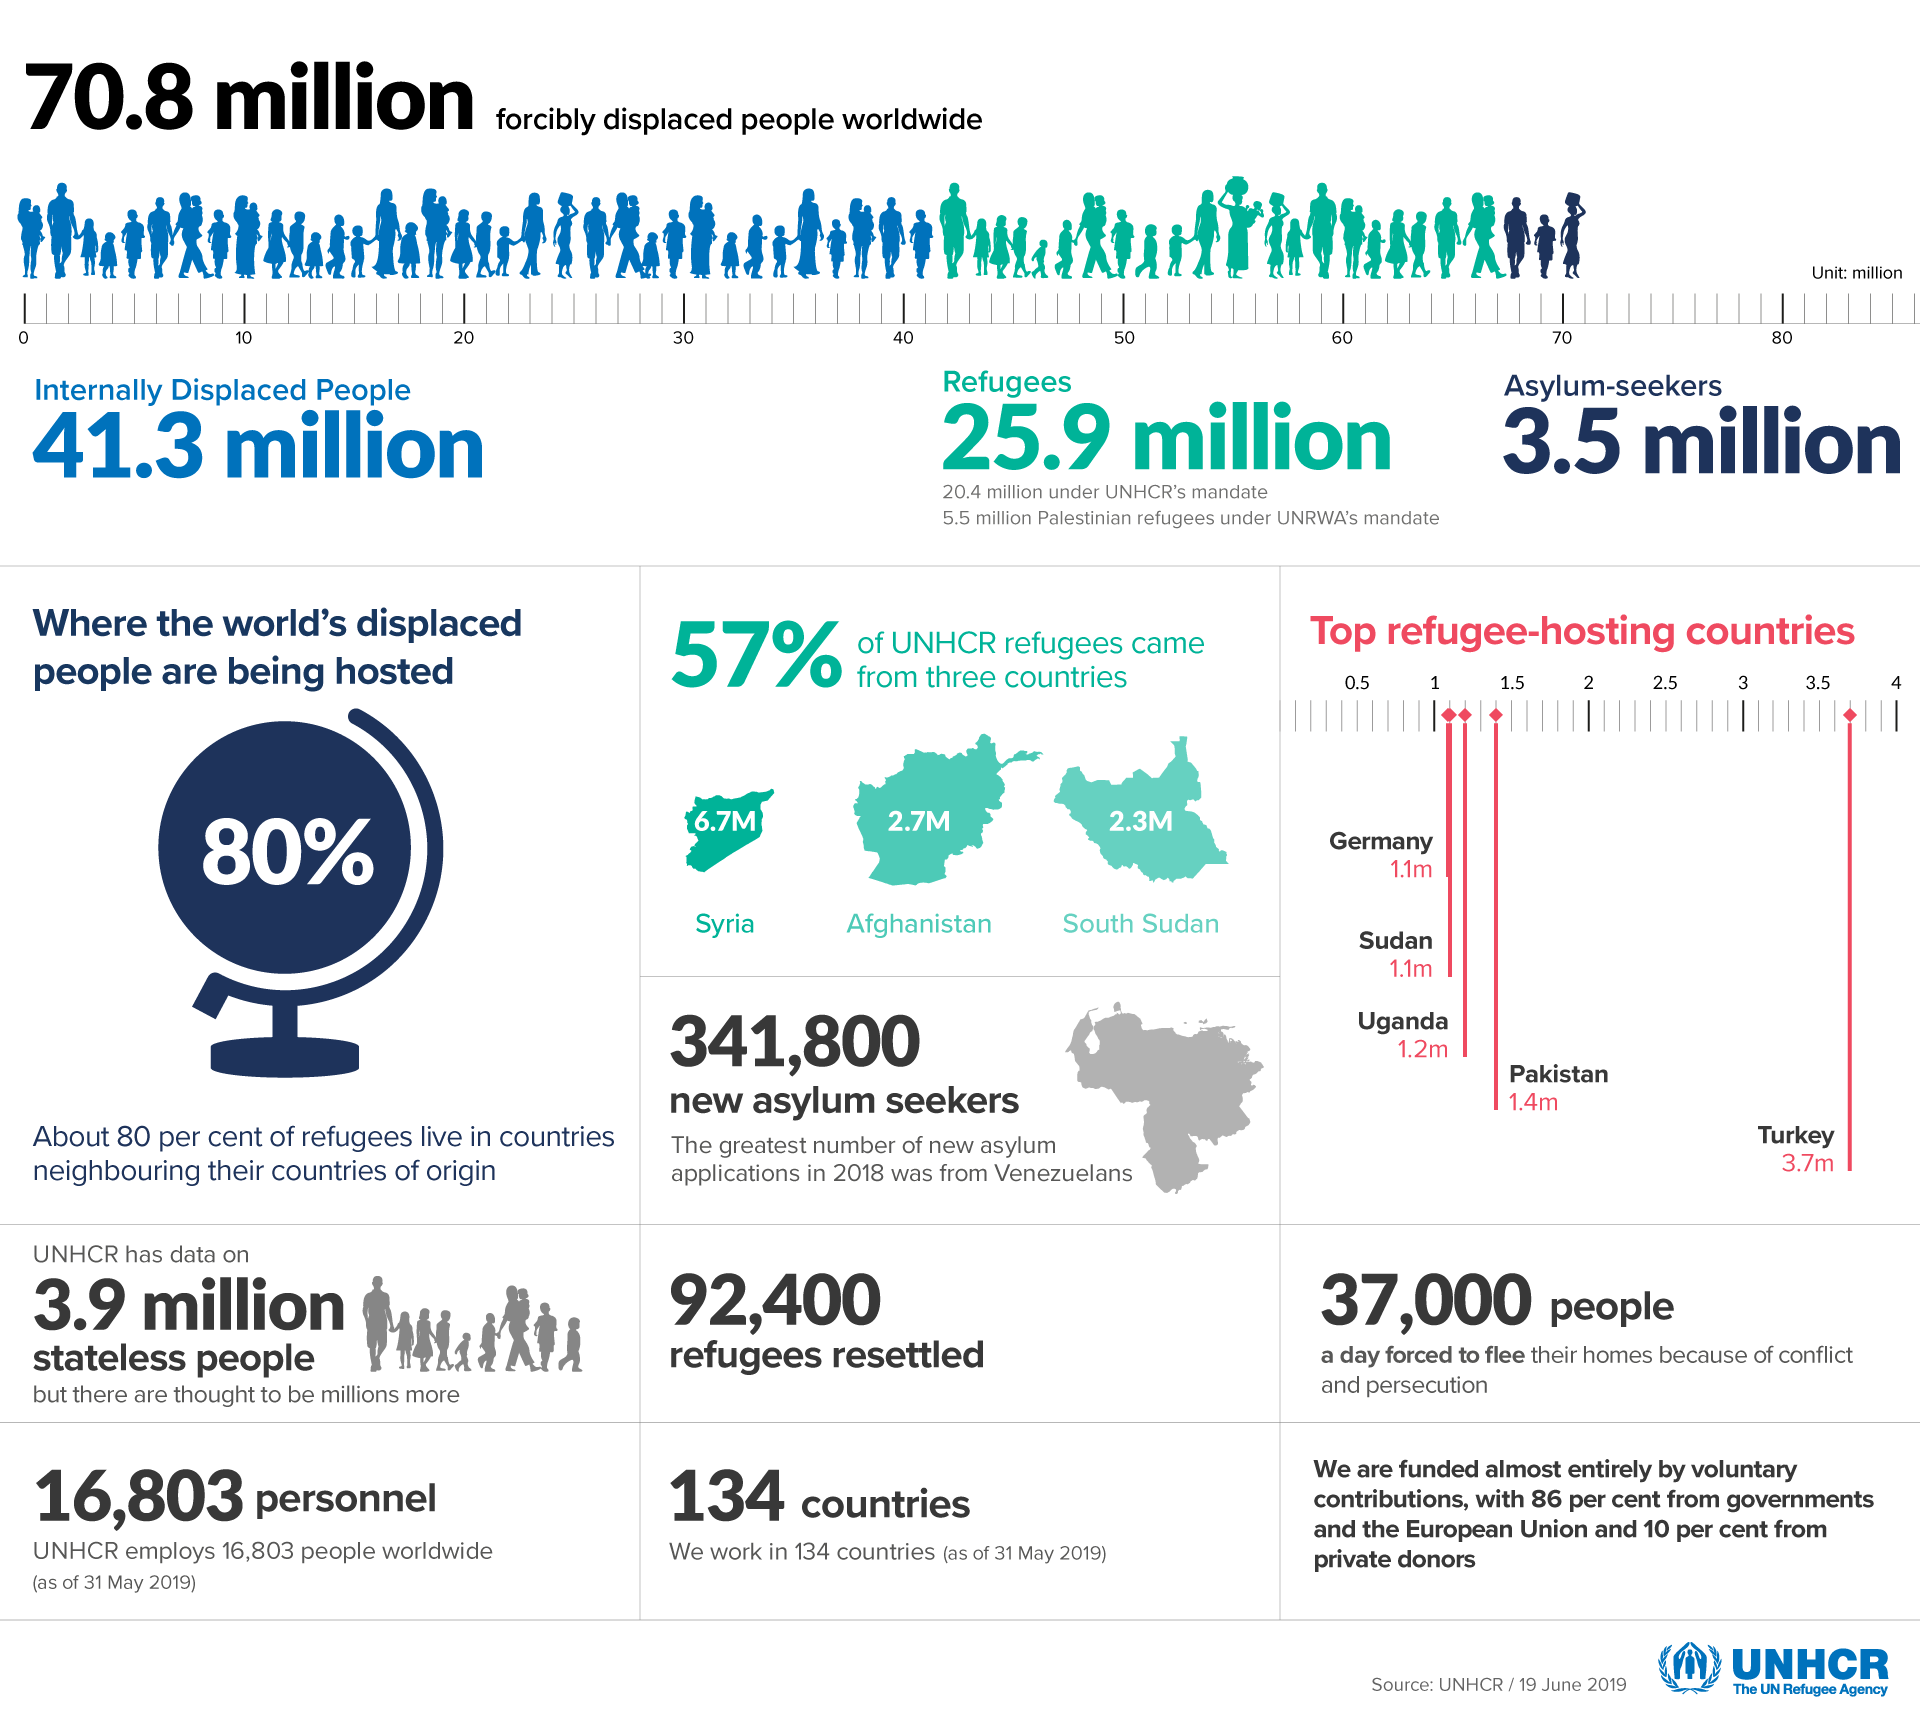 70.8 million forcibly displaced people worldwide
Unit: million
0 10 20 30 40 50 60 70 80
Internally Displaced People
41.3 million
Refugees
25.9 million
20.4 million under UNHCR's mandate
5.5 million Palestinian refugees under UNRWA's mandate
Asylum-seekers
3.5 million
Where the world's displaced
people are being hosted
80%
About 80 per cent of refugees live in countries
neighbouring their countries of origin
57% of UNHCR refugees came
from three countries
6.7M 2.7M 2.3M
Syria Afghanistan South Sudan
341,800
new asylum seekers
The greatest number of new asylum
applications in 2018 was from Venezuelans
Top refugee-hosting countries
0.5 1 1.5 2 2.5 3 3.5 4
Germany
1.1m
Sudan
1.1m
Uganda
1.2m
Pakistan
1.4m
Turkey
3.7m
UNHCR has data on
3.9 million
stateless people
but there are thought to be millions more
92,400
refugees resettled
37,000 people
a day forced to flee their homes because of conflict
and persecution
16,803 personnel
UNHCR employs 16,803 people worldwide
(as of 31 May 2019)
134 countries
We work in 134 countries (as of 31 May 2019)
We are funded almost entirely by voluntary
contributions, with 86 per cent from governments
and the European Union and 10 per cent from
private donors
Source: UNHCR / 19 June 2019
UNHCR
The UN Refugee Agency